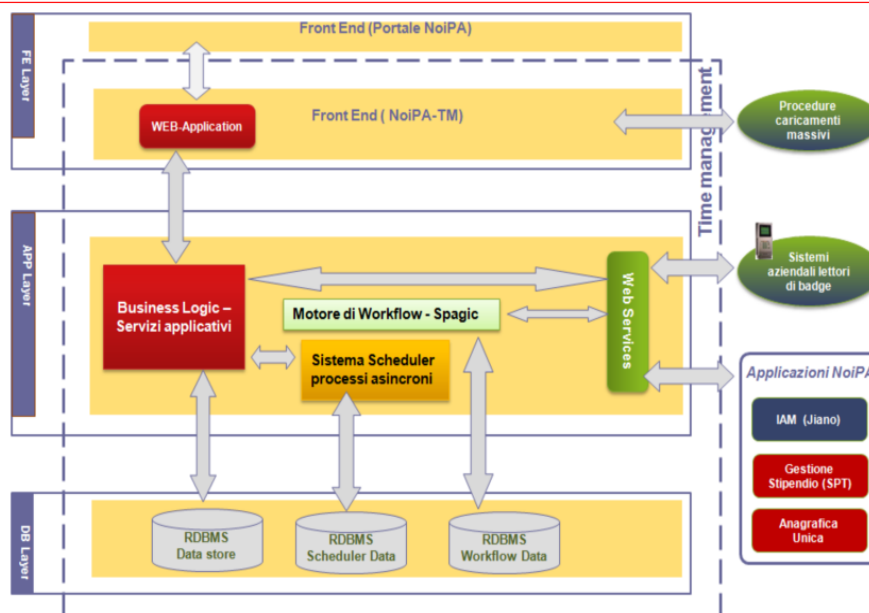 FE Layer
Front End (Portale NoiPA)
WEB-Application
Front End ( NoiPA-TM)
Time management
Procedure
caricamenti
massivi
APP Layer
Business Logic –
Servizi applicativi
Motore di Workflow - Spagic
Sistema Scheduler
processi asincroni
Web Services
Sistemi
aziendali lettori
di badge
Applicazioni NoiPA
IAM (Jiano)
Gestione
Stipendio (SPT)
Anagrafica
Unica
DB Layer
RDBMS
Data store
RDBMS
Scheduler Data
RDBMS
Workflow Data